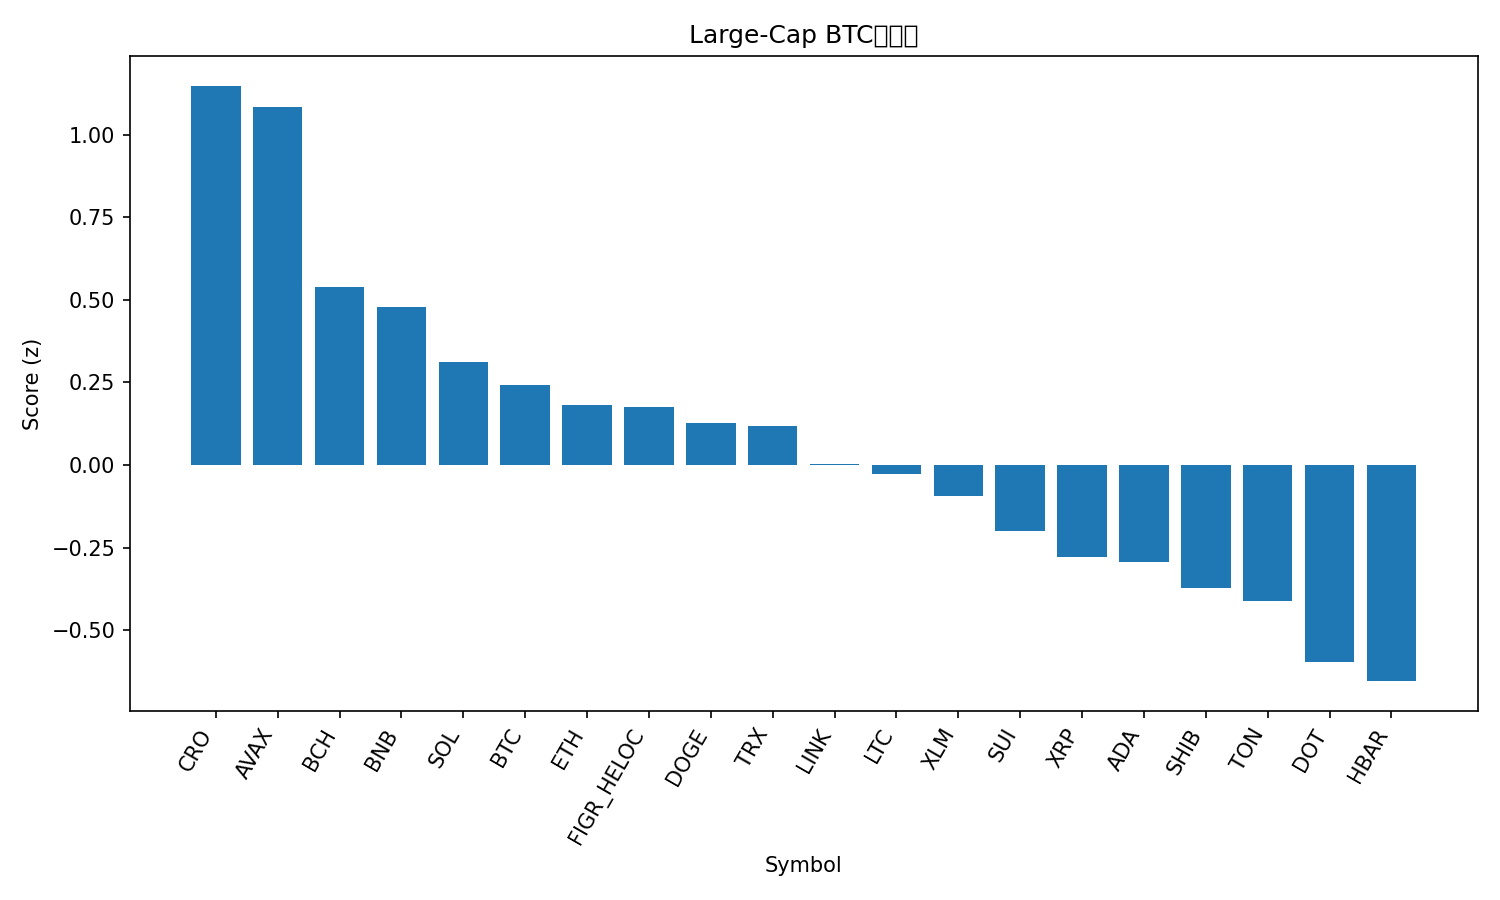 Large-Cap BTC
Score (z)
1.00
0.75
0.50
0.25
0.00
−0.25
−0.50
CRO
AVAX
BCH
BNB
SOL
BTC
ETH
FIGR_HELOC
DOGE
TRX
LINK
LTC
XLM
SUI
XRP
ADA
SHIB
TON
DOT
HBAR
Symbol